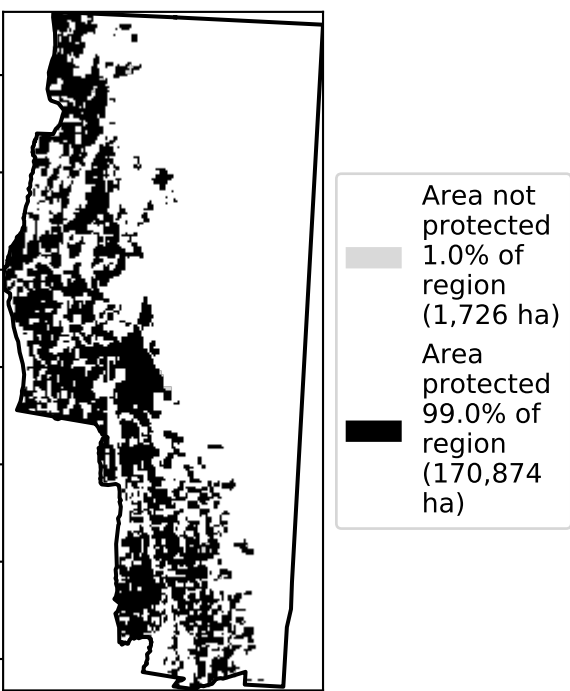 Area not
protected
1.0% of
region
(1,726 ha)
Area
protected
99.0% of
region
(170,874
ha)